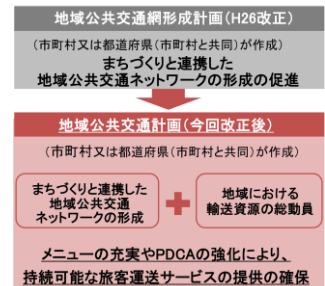 地域公共交通網形成計画(H26改正)
(市町村又は都道府県(市町村と共同)が作成)
まちづくりと連携した
地域公共交通ネットワークの形成の促進
地域公共交通計画(今回改正後)
(市町村又は都道府県(市町村と共同)が作成)
まちづくりと連携した
地域公共交通
ネットワークの形成
地域における
輸送資源の総動員
メニューの充実やPDCAの強化により、
持続可能な旅客運送サービスの提供の確保